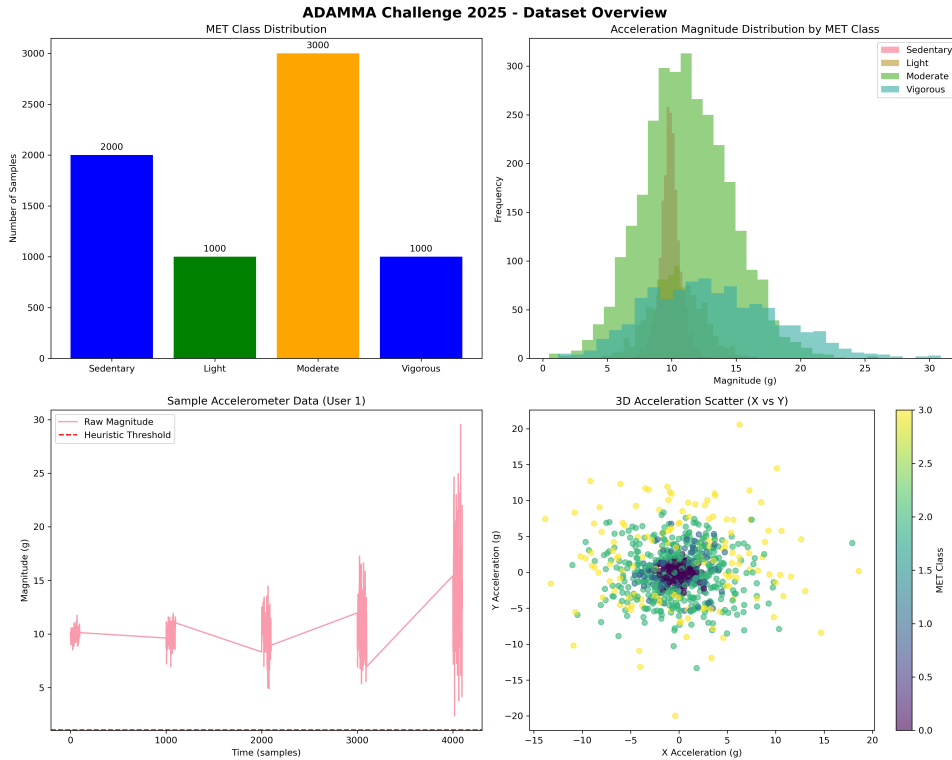 ADAMMA Challenge 2025 - Dataset Overview
MET Class Distribution
Number of Samples
3000
2500
2000
1500
1000
500
0
2000
1000
3000
1000
Sedentary Light Moderate Vigorous
Acceleration Magnitude Distribution by MET Class
Frequency
300
250
200
150
100
50
0
Sedentary
Light
Moderate
Vigorous
0 5 10 15 20 25 30
Magnitude (g)
Sample Accelerometer Data (User 1)
Magnitude (g)
30
25
20
15
10
5
Raw Magnitude
Heuristic Threshold
0 1000 2000 3000 4000
Time (samples)
3D Acceleration Scatter (X vs Y)
Y Acceleration (g)
20
15
10
5
0
−5
−10
−15
−20
−15 −10 −5 0 5 10 15 20
X Acceleration (g)
3.0
2.5
2.0
1.5
1.0
0.5
0.0
MET Class